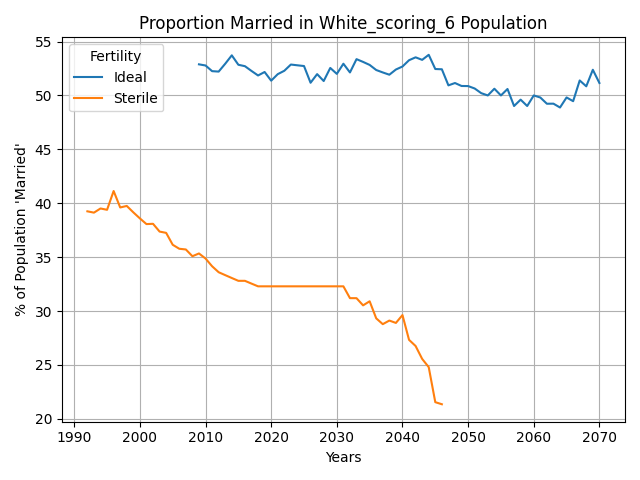 Proportion Married in White_scoring_6 Population
% of Population 'Married'
55
50
45
40
35
30
25
20
Fertility
Ideal
Sterile
1990 2000 2010 2020 2030 2040 2050 2060 2070
Years